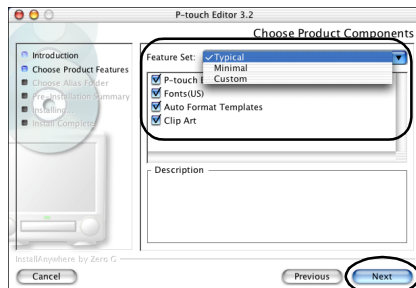 P-touch Editor 3.2
Choose Product Components
Introduction
Choose Product Features
Choose Alias Folder
Pre-Installation Summary
Installing...
Install Complete
Feature Set:
Typical
Minimal
Custom
P-touch E
Fonts(US)
Auto Format Templates
Clip Art
Description
InstallAnywhere by Zero G
Cancel
Previous
Next